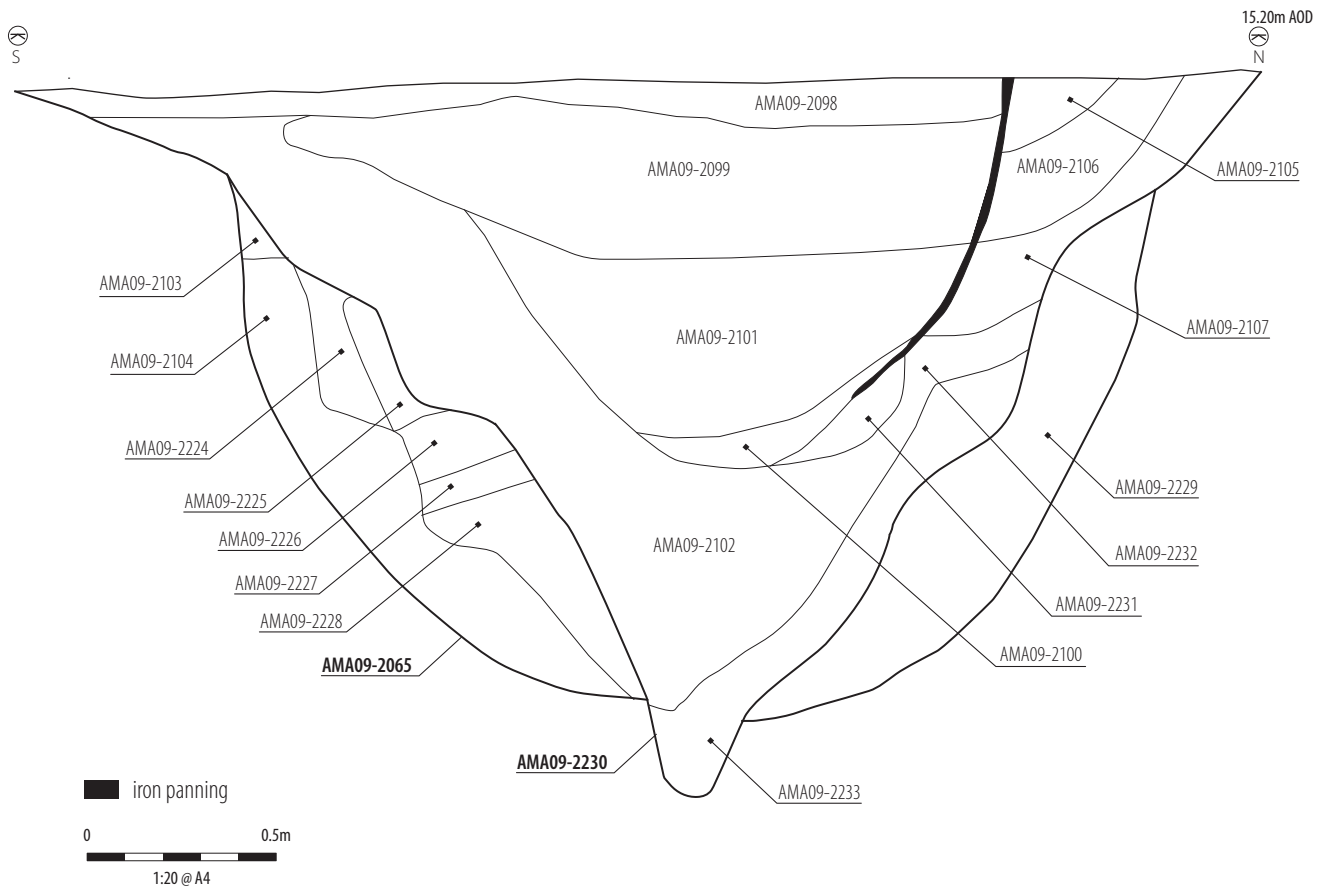 15.20m AOD
S
N
AMA09-2098
AMA09-2099
AMA09-2106
AMA09-2105
AMA09-2103
AMA09-2107
AMA09-2101
AMA09-2104
AMA09-2224
AMA09-2225
AMA09-2229
AMA09-2226
AMA09-2102
AMA09-2232
AMA09-2227
AMA09-2231
AMA09-2228
AMA09-2100
AMA09-2065
AMA09-2230
AMA09-2233
iron panning
0 0.5m
1:20 @ A4